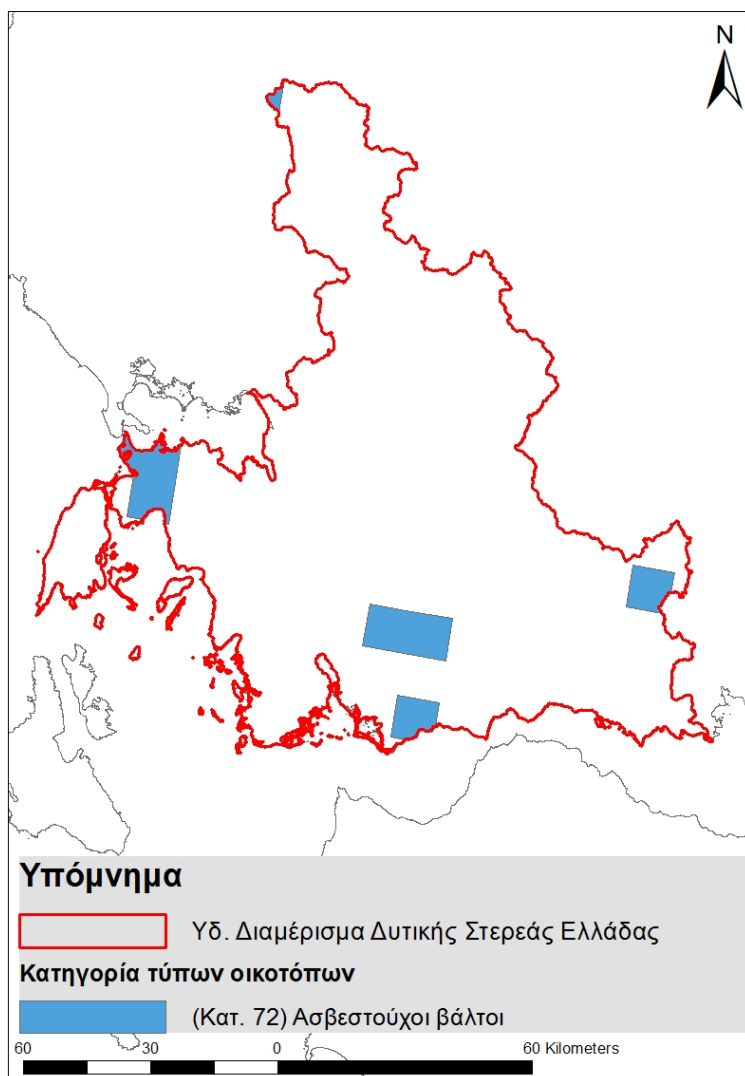 N
Υπόμνημα
Υδ. Διαμέρισμα Δυτικής Στερεάς Ελλάδας
Κατηγορία τύπων οικοτόπων
(Κατ. 72) Ασβεστούχοι βάλτοι
60 30 0 60 Kilometers